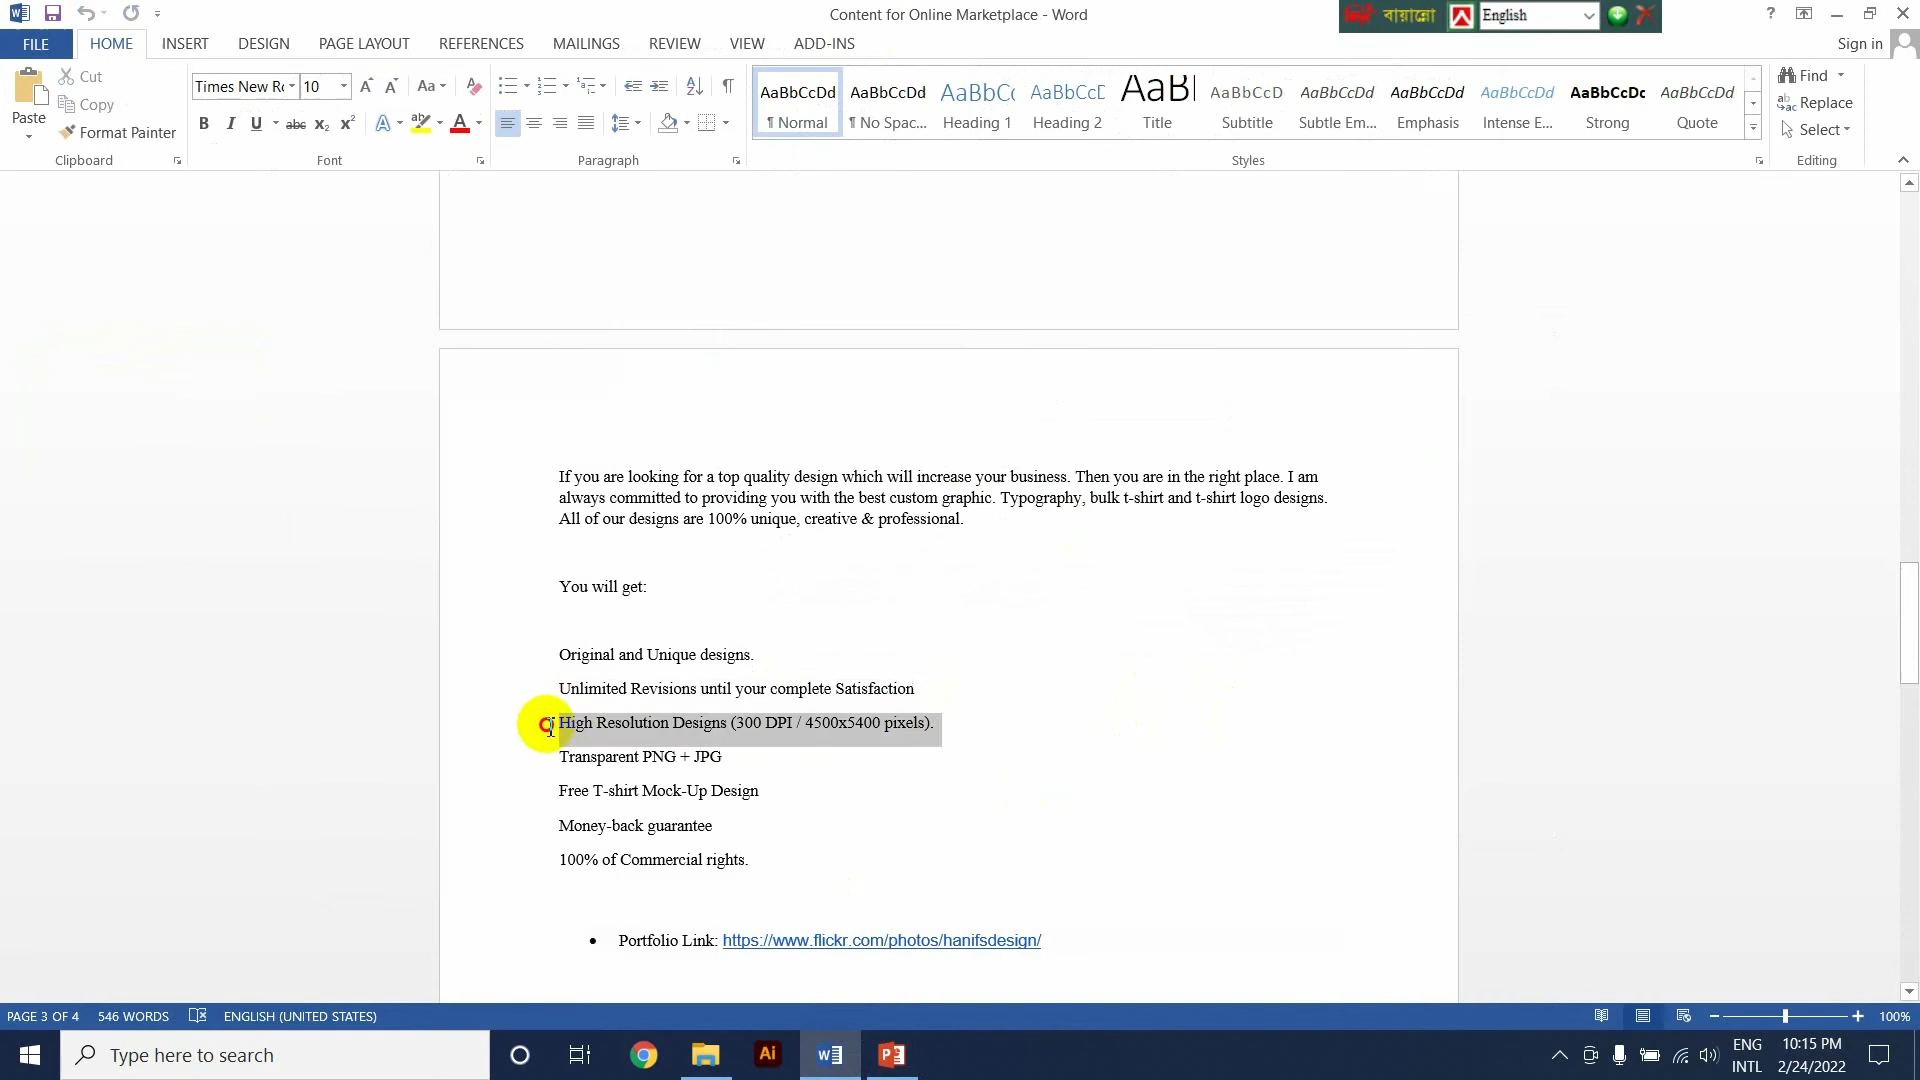 Content for Online Marketplace - Word
বায়ান্নো
English
FILE HOME INSERT DESIGN PAGE LAYOUT REFERENCES MAILINGS REVIEW VIEW ADD-INS
Sign in
Cut
Copy
Format Painter
Paste
Clipboard
Times New Ro 10
Font
Paragraph
AaBbCcDd AaBbCcDd AaBbC AaBbCcD AaBl AaBbCcD AaBbCcDd AaBbCcDd AaBbCcDd AaBbCcDc AaBbCcDd
¶ Normal ¶ No Spac... Heading 1 Heading 2 Title Subtitle Subtle Em... Emphasis Intense E... Strong Quote
Styles
Find
Replace
Select
Editing
If you are looking for a top quality design which will increase your business. Then you are in the right place. I am
always committed to providing you with the best custom graphic. Typography, bulk t-shirt and t-shirt logo designs.
All of our designs are 100% unique, creative & professional.
You will get:
Original and Unique designs.
Unlimited Revisions until your complete Satisfaction
High Resolution Designs (300 DPI / 4500x5400 pixels).
Transparent PNG + JPG
Free T-shirt Mock-Up Design
Money-back guarantee
100% of Commercial rights.
• Portfolio Link: https://www.flickr.com/photos/hanifsdesign/
PAGE 3 OF 4 546 WORDS ENGLISH (UNITED STATES)
100%
Type here to search
ENG
INTL
10:15 PM
2/24/2022